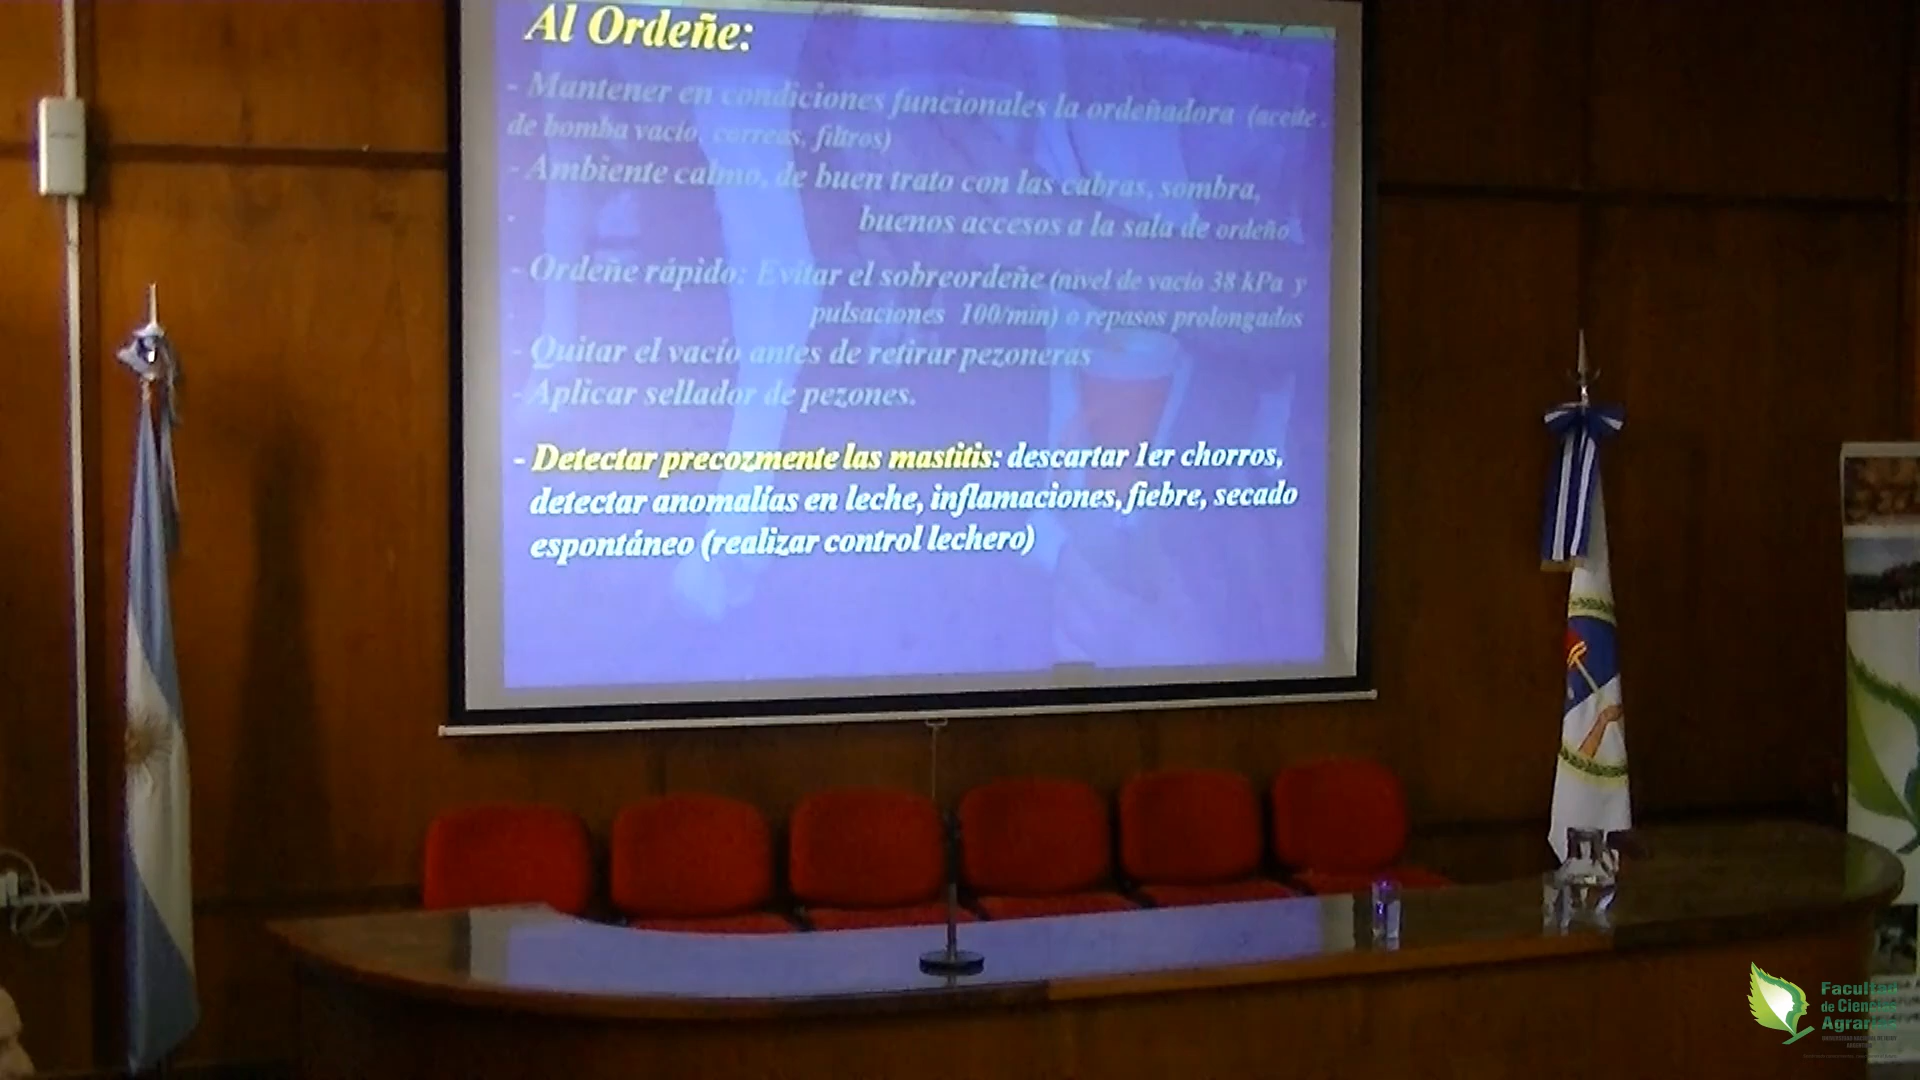 Al Ordeñe:
- Mantener en condiciones funcionales la ordeñadora (aceite
de bomba vacío, correas, filtros)
- Ambiente calmo, de buen trato con las cabras, sombra,
buenos accesos a la sala de ordeño
- Ordeñe rápido: Evitar el sobreordeñe (nivel de vacío 38 kPa y
pulsaciones 100/min) o repasos prolongados
- Quitar el vacío antes de retirar pezoneras
- Aplicar sellador de pezones.
- Detectar precozmente las mastitis: descartar 1er chorros,
detectar anomalías en leche, inflamaciones, fiebre, secado
espontáneo (realizar control lechero)
Facultad
de Ciencias
Agrarias